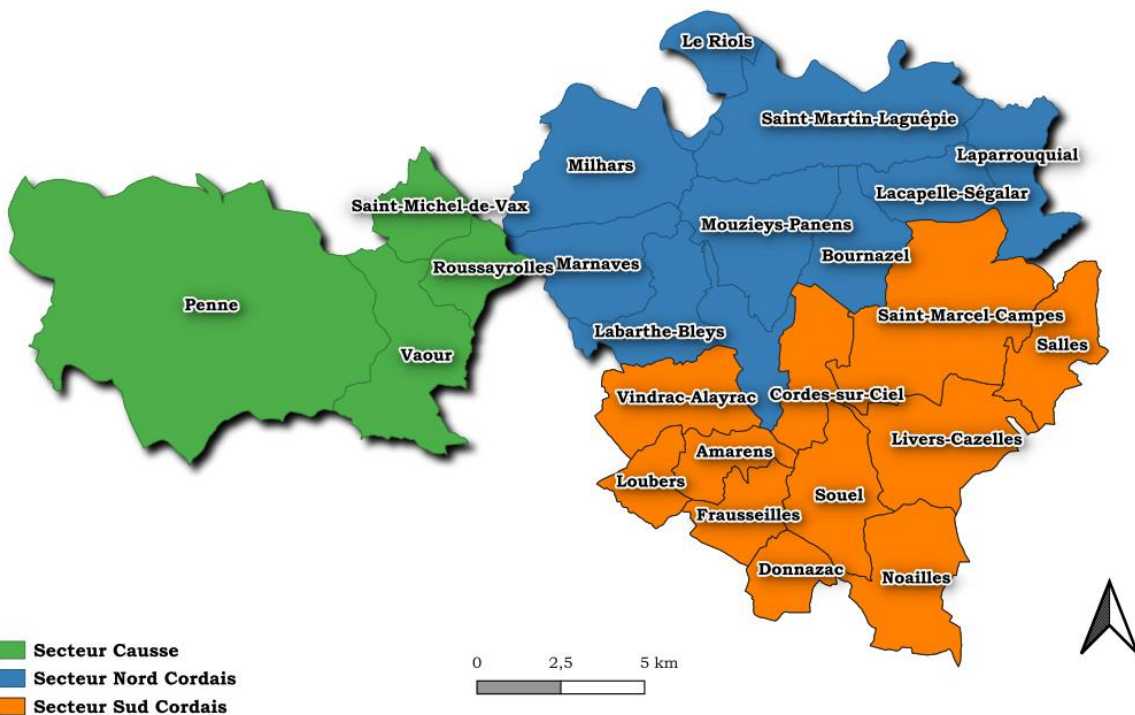 Le Riols
Saint-Martin-Laguépie
Laparrouquial
Milhars
Lacapelle-Ségalar
Saint-Michel-de-Vax
Mouzieys-Panens
Bournazel
Roussayrolles
Marnaves
Penne
Saint-Marcel-Campes
Labarthe-Bleys
Salles
Vaour
Vindrac-Alayrac
Cordes-sur-Ciel
Livers-Cazelles
Amarens
Loubers
Souel
Frausseilles
Donnazac
Noailles
Secteur Causse
Secteur Nord Cordais
Secteur Sud Cordais
0 2,5 5 km